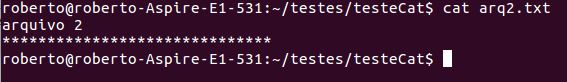 roberto@roberto-Aspire-E1-531:~/testes/testeCat$ cat arq2.txt
arquivo 2
******************************
roberto@roberto-Aspire-E1-531:~/testes/testeCat$